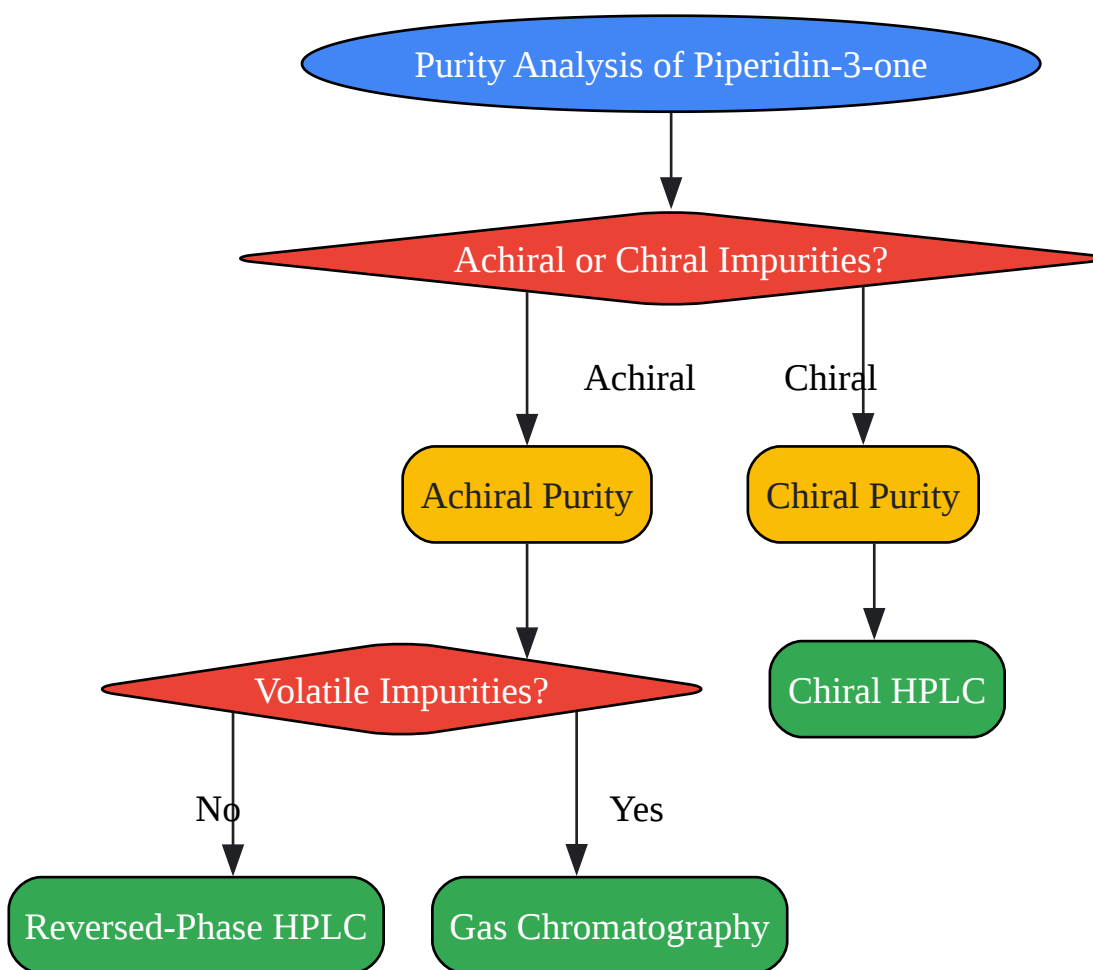 Purity Analysis of Piperidin-3-one
Achiral or Chiral Impurities?
Achiral
Chiral
Achiral Purity
Chiral Purity
Volatile Impurities?
Chiral HPLC
No
Yes
Reversed-Phase HPLC
Gas Chromatography